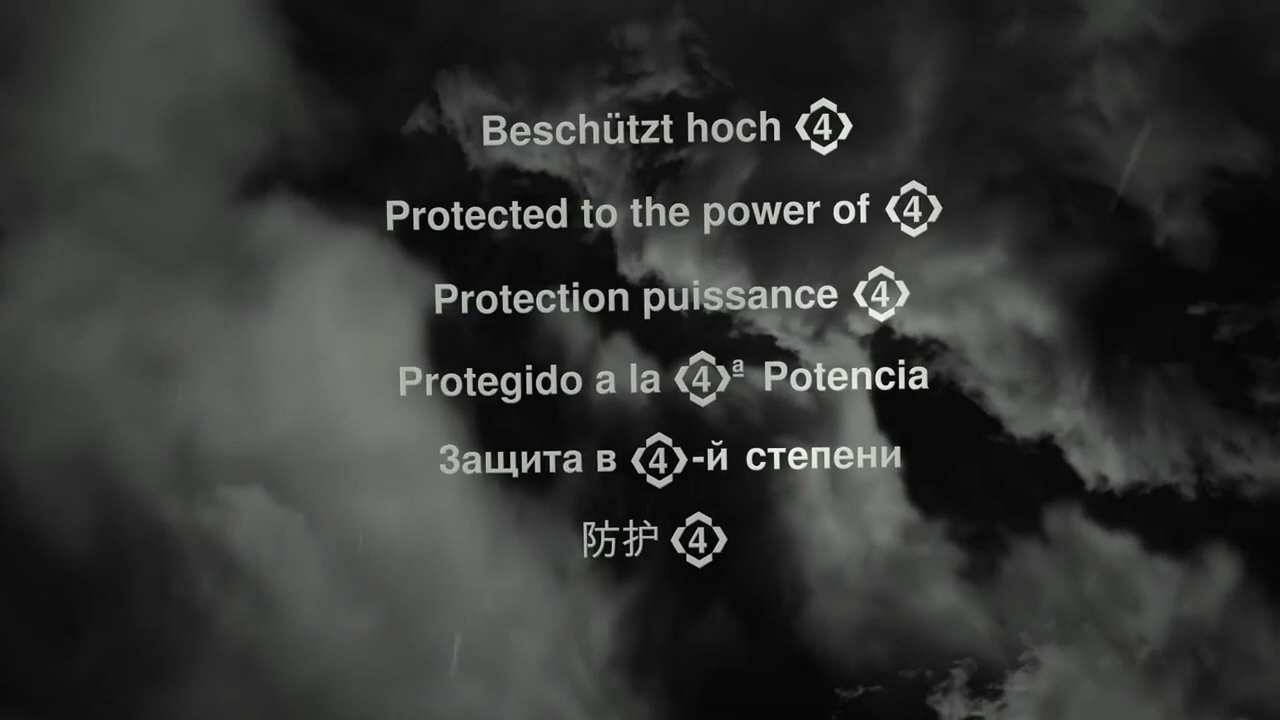 Beschützt hoch 4
Protected to the power of 4
Protection puissance 4
Protegido a la 4ª Potencia
Защита в 4-й степени
防护 4